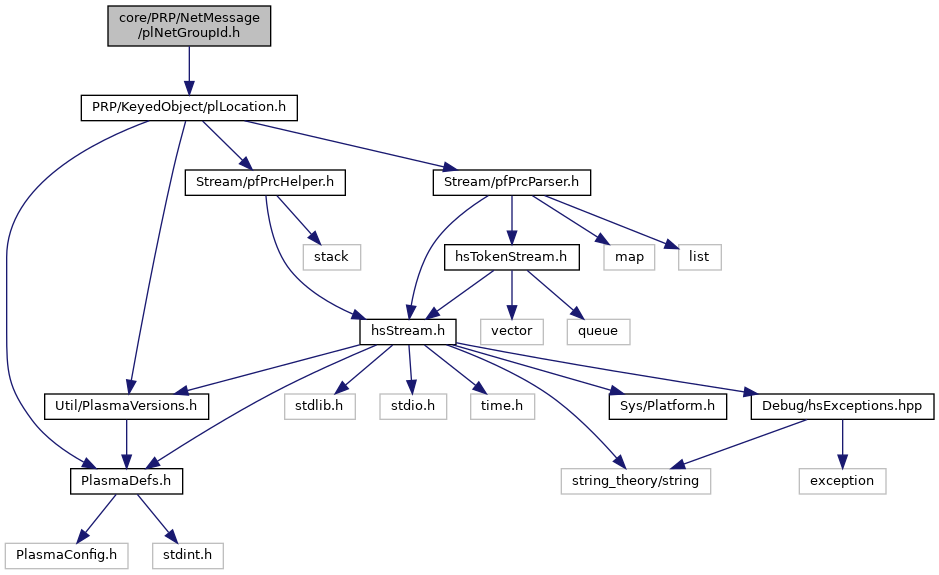 core/PRP/NetMessage
/plNetGroupId.h
PRP/KeyedObject/plLocation.h
Stream/pfPrcHelper.h
Stream/pfPrcParser.h
stack
hsTokenStream.h
map
list
hsStream.h
vector
queue
Util/PlasmaVersions.h
stdlib.h
stdio.h
time.h
Sys/Platform.h
Debug/hsExceptions.hpp
PlasmaDefs.h
string_theory/string
exception
PlasmaConfig.h
stdint.h